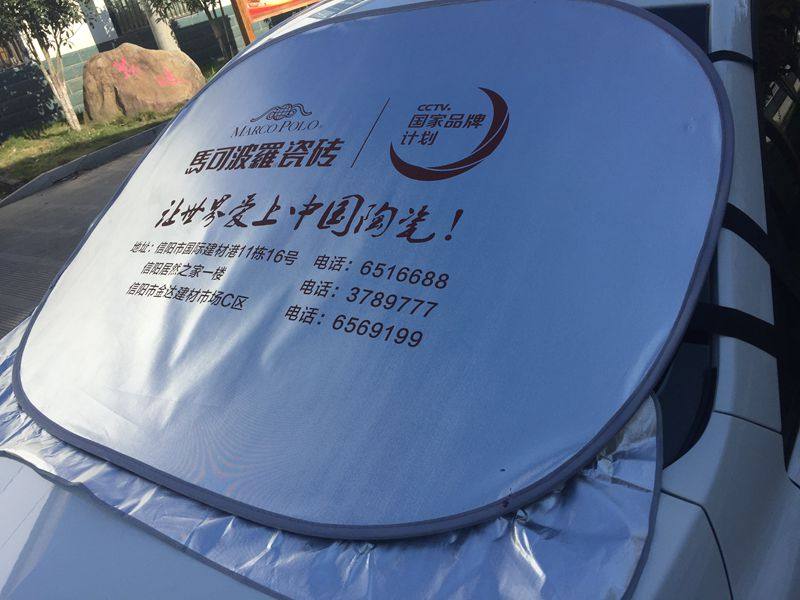 MARCO POLO
馬可波羅瓷砖
CCTV
国家品牌
计划
让世界爱上中国陶瓷!
地址:信阳市国际建材港11栋16号 电话:6516688
信阳居然之家一楼 电话:3789777
信阳市金达建材市场C区 电话:6569199